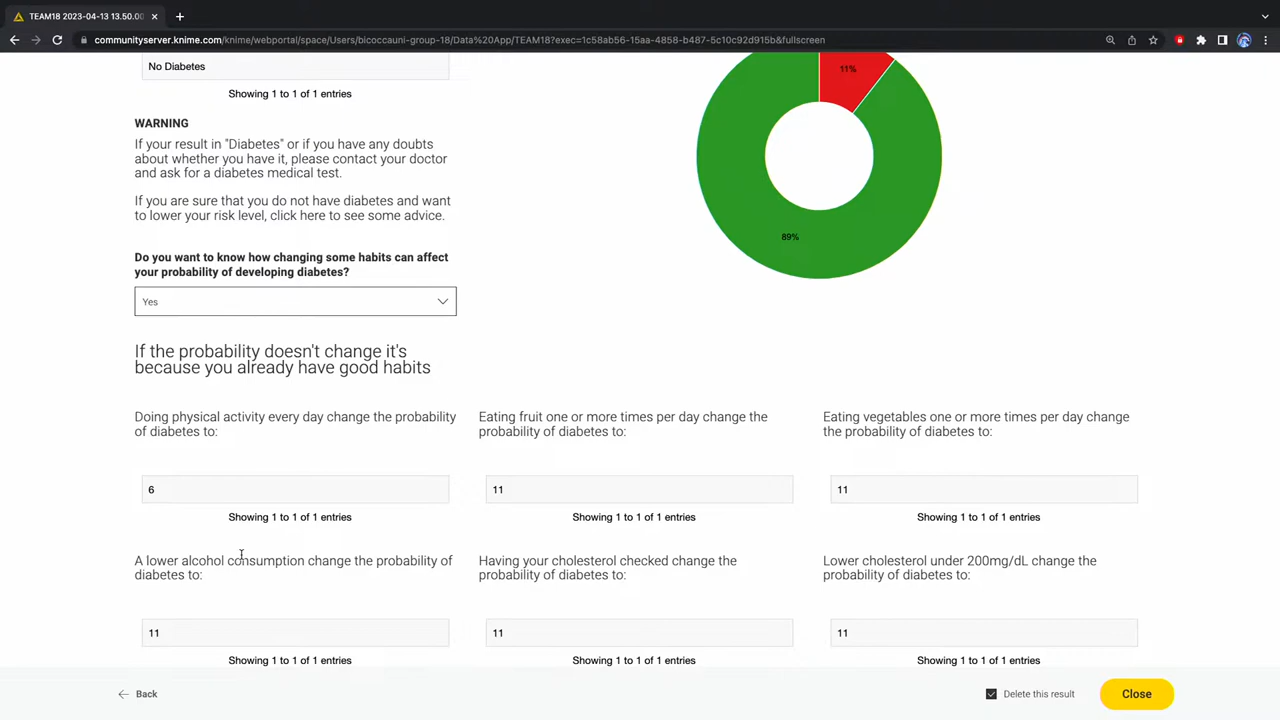 TEAM18 2023-04-13 13.50.00
communityserver.knime.com/knime/webportal/space/Users/bicoccauni-group-18/Data%20App/TEAM18?exec=1c58ab56-15aa-4858-b487-5c10c92d915b&fullscreen
No Diabetes
Showing 1 to 1 of 1 entries
11%
89%
WARNING
If your result in "Diabetes" or if you have any doubts
about whether you have it, please contact your doctor
and ask for a diabetes medical test.
If you are sure that you do not have diabetes and want
to lower your risk level, click here to see some advice.
Do you want to know how changing some habits can affect
your probability of developing diabetes?
Yes
If the probability doesn't change it's
because you already have good habits
Doing physical activity every day change the probability
of diabetes to:
6
Showing 1 to 1 of 1 entries
Eating fruit one or more times per day change the
probability of diabetes to:
11
Showing 1 to 1 of 1 entries
Eating vegetables one or more times per day change
the probability of diabetes to:
11
Showing 1 to 1 of 1 entries
A lower alcohol consumption change the probability of
diabetes to:
11
Showing 1 to 1 of 1 entries
Having your cholesterol checked change the
probability of diabetes to:
11
Showing 1 to 1 of 1 entries
Lower cholesterol under 200mg/dL change the
probability of diabetes to:
11
Showing 1 to 1 of 1 entries
Back
Delete this result
Close